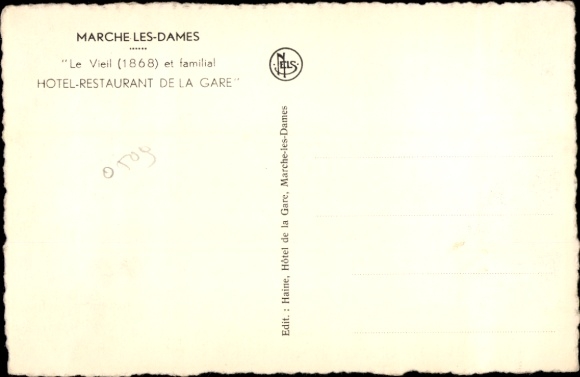 MARCHE-LES-DAMES
"Le Vieil (1868) et familial
HOTEL-RESTAURANT DE LA GARE"
NELS
Edit. : Haine, Hôtel de la Gare, Marche-les-Dames